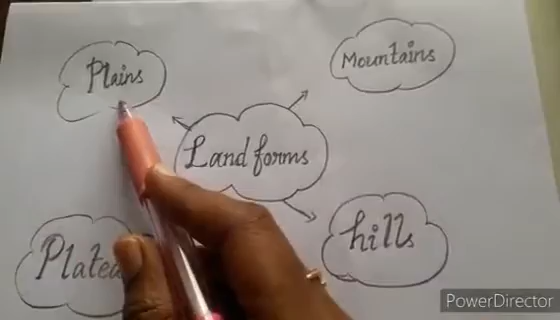 Plains
Mountains
Land forms
hills
PowerDirector